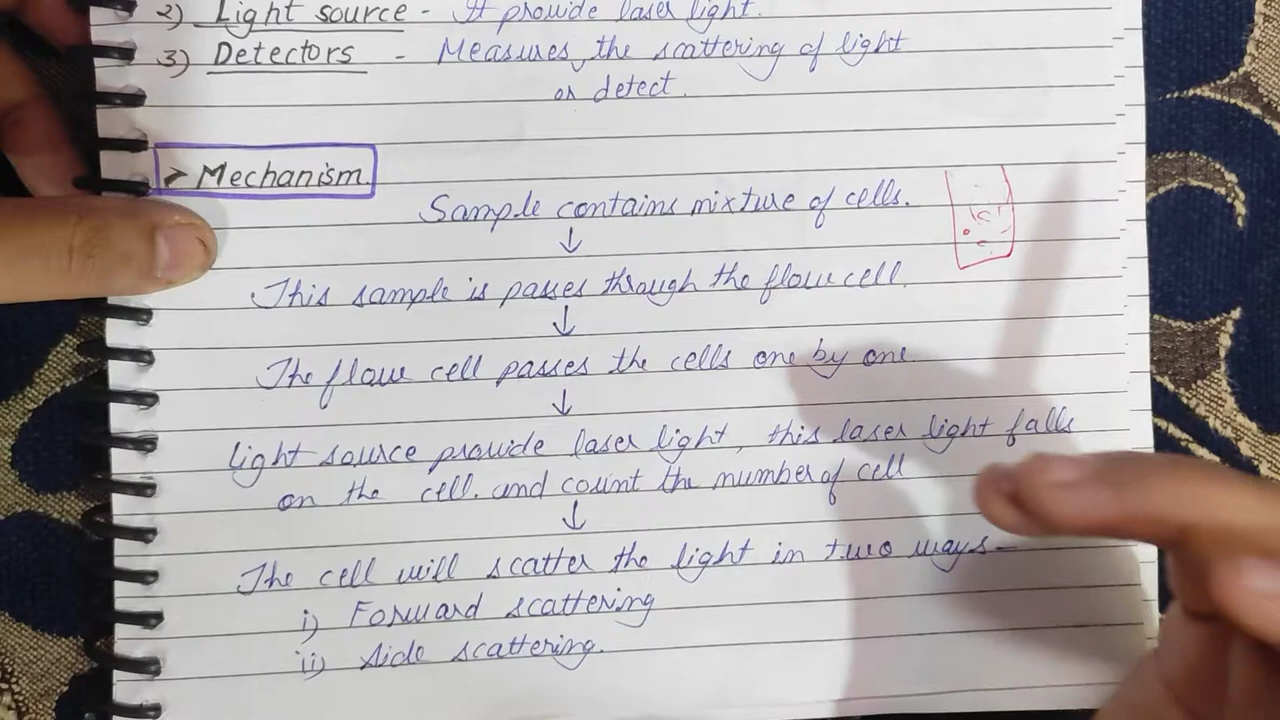 2) Light source - It provide laser light.
3) Detectors - Measures, the scattering of light
or detect.
➤ Mechanism
Sample contains mixture of cells.
↓
This sample is passes through the flow cell.
↓
The flow cell passes the cells one by one.
↓
light source provide laser light, this laser light falls
on the cell. and count the number of cell
↓
The cell will scatter the light in two ways-
i) Forward scattering
ii) side scattering.